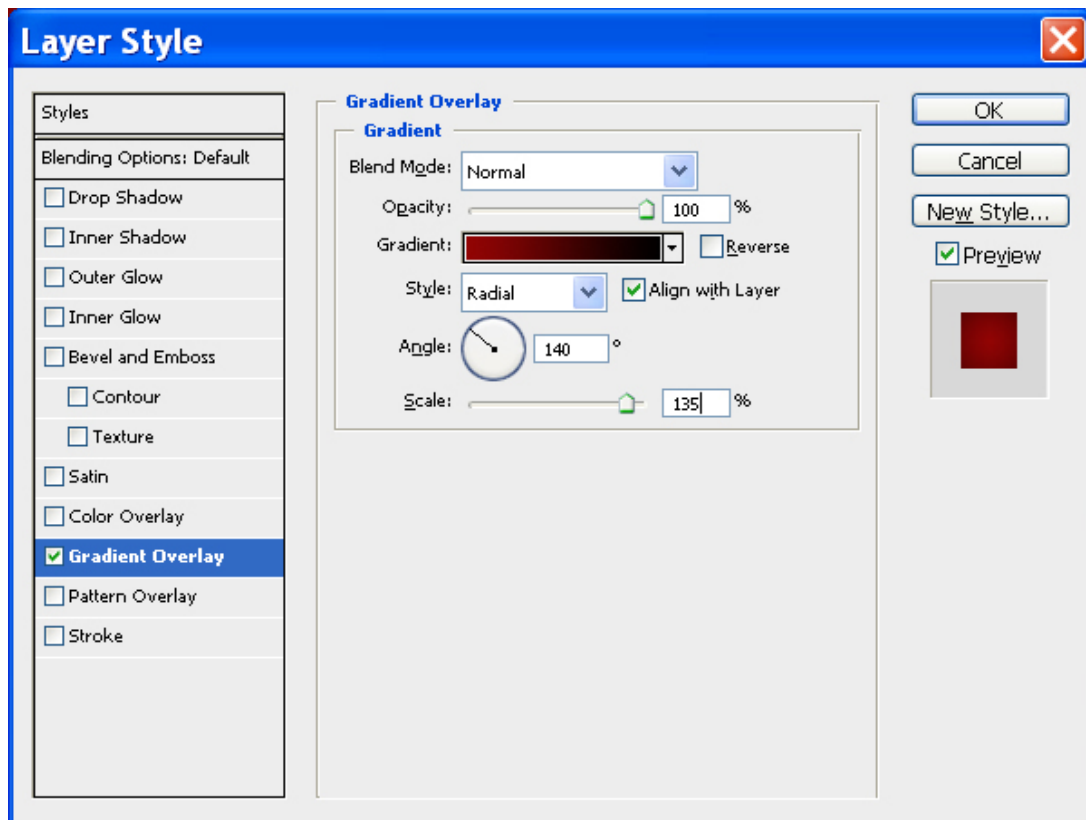 Layer Style
Styles
Blending Options: Default
Drop Shadow
Inner Shadow
Outer Glow
Inner Glow
Bevel and Emboss
Contour
Texture
Satin
Color Overlay
Gradient Overlay
Pattern Overlay
Stroke
Gradient Overlay
Gradient
Blend Mode: Normal
Opacity: 100 %
Gradient: Reverse
Style: Radial Align with Layer
Angle: 140 °
Scale: 135 %
OK
Cancel
New Style...
Preview